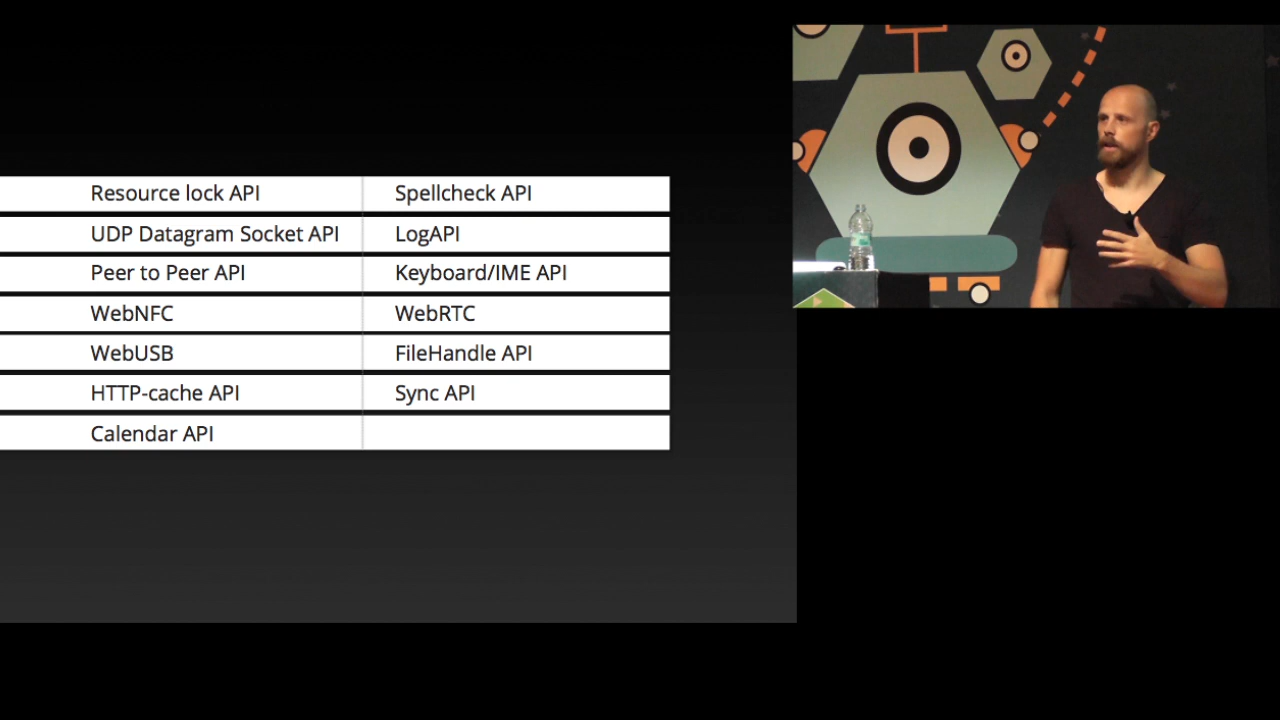 Resource lock API Spellcheck API
UDP Datagram Socket API LogAPI
Peer to Peer API Keyboard/IME API
WebNFC WebRTC
WebUSB FileHandle API
HTTP-cache API Sync API
Calendar API